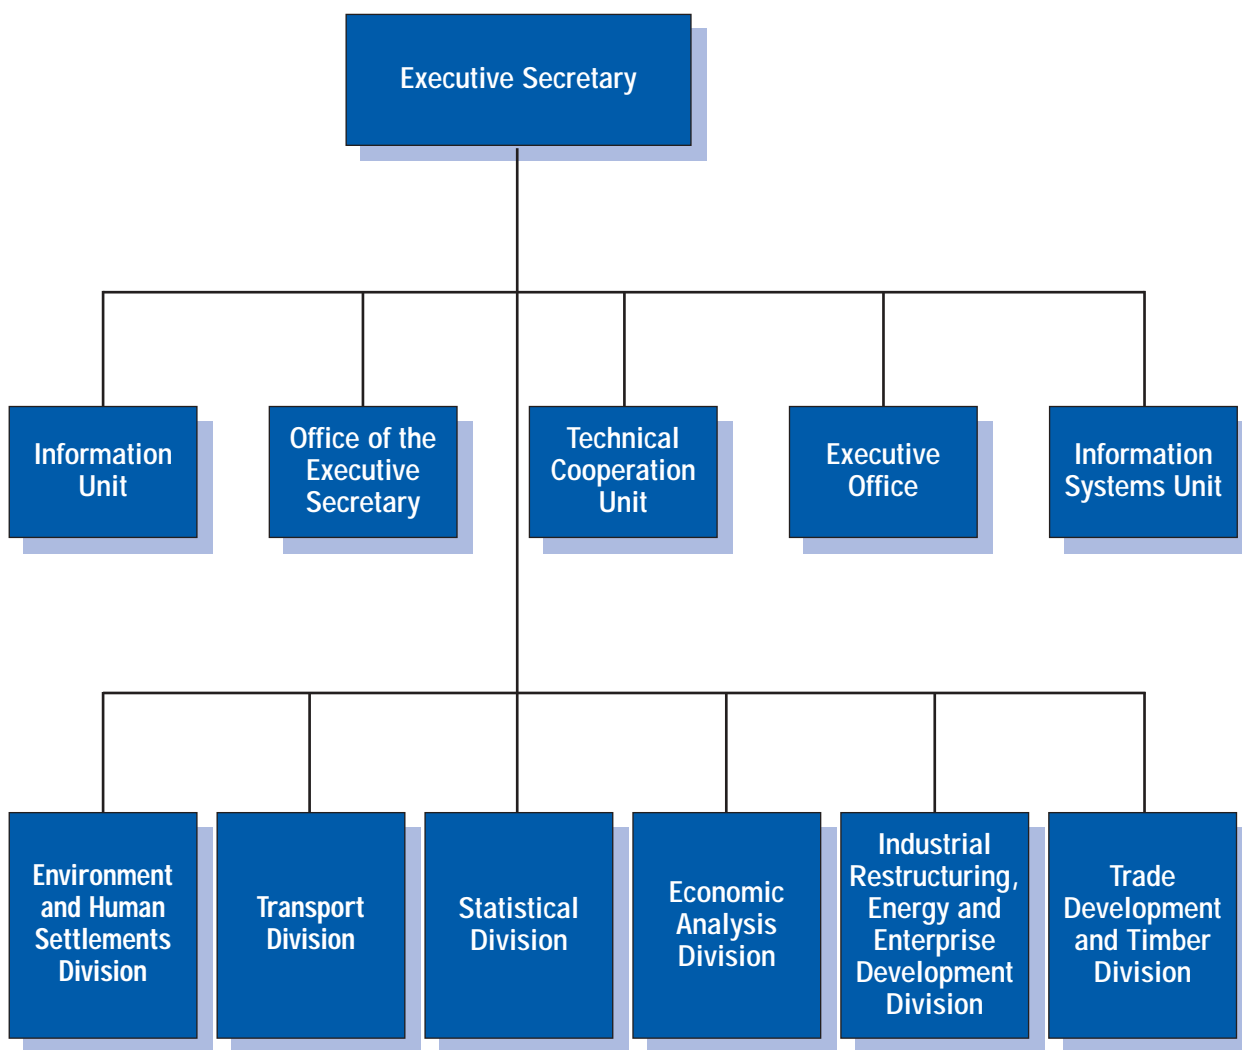 Executive Secretary
Information
Unit
Office of the
Executive
Secretary
Technical
Cooperation
Unit
Executive
Office
Information
Systems Unit
Environment
and Human
Settlements
Division
Transport
Division
Statistical
Division
Economic
Analysis
Division
Industrial
Restructuring,
Energy and
Enterprise
Development
Division
Trade
Development
and Timber
Division